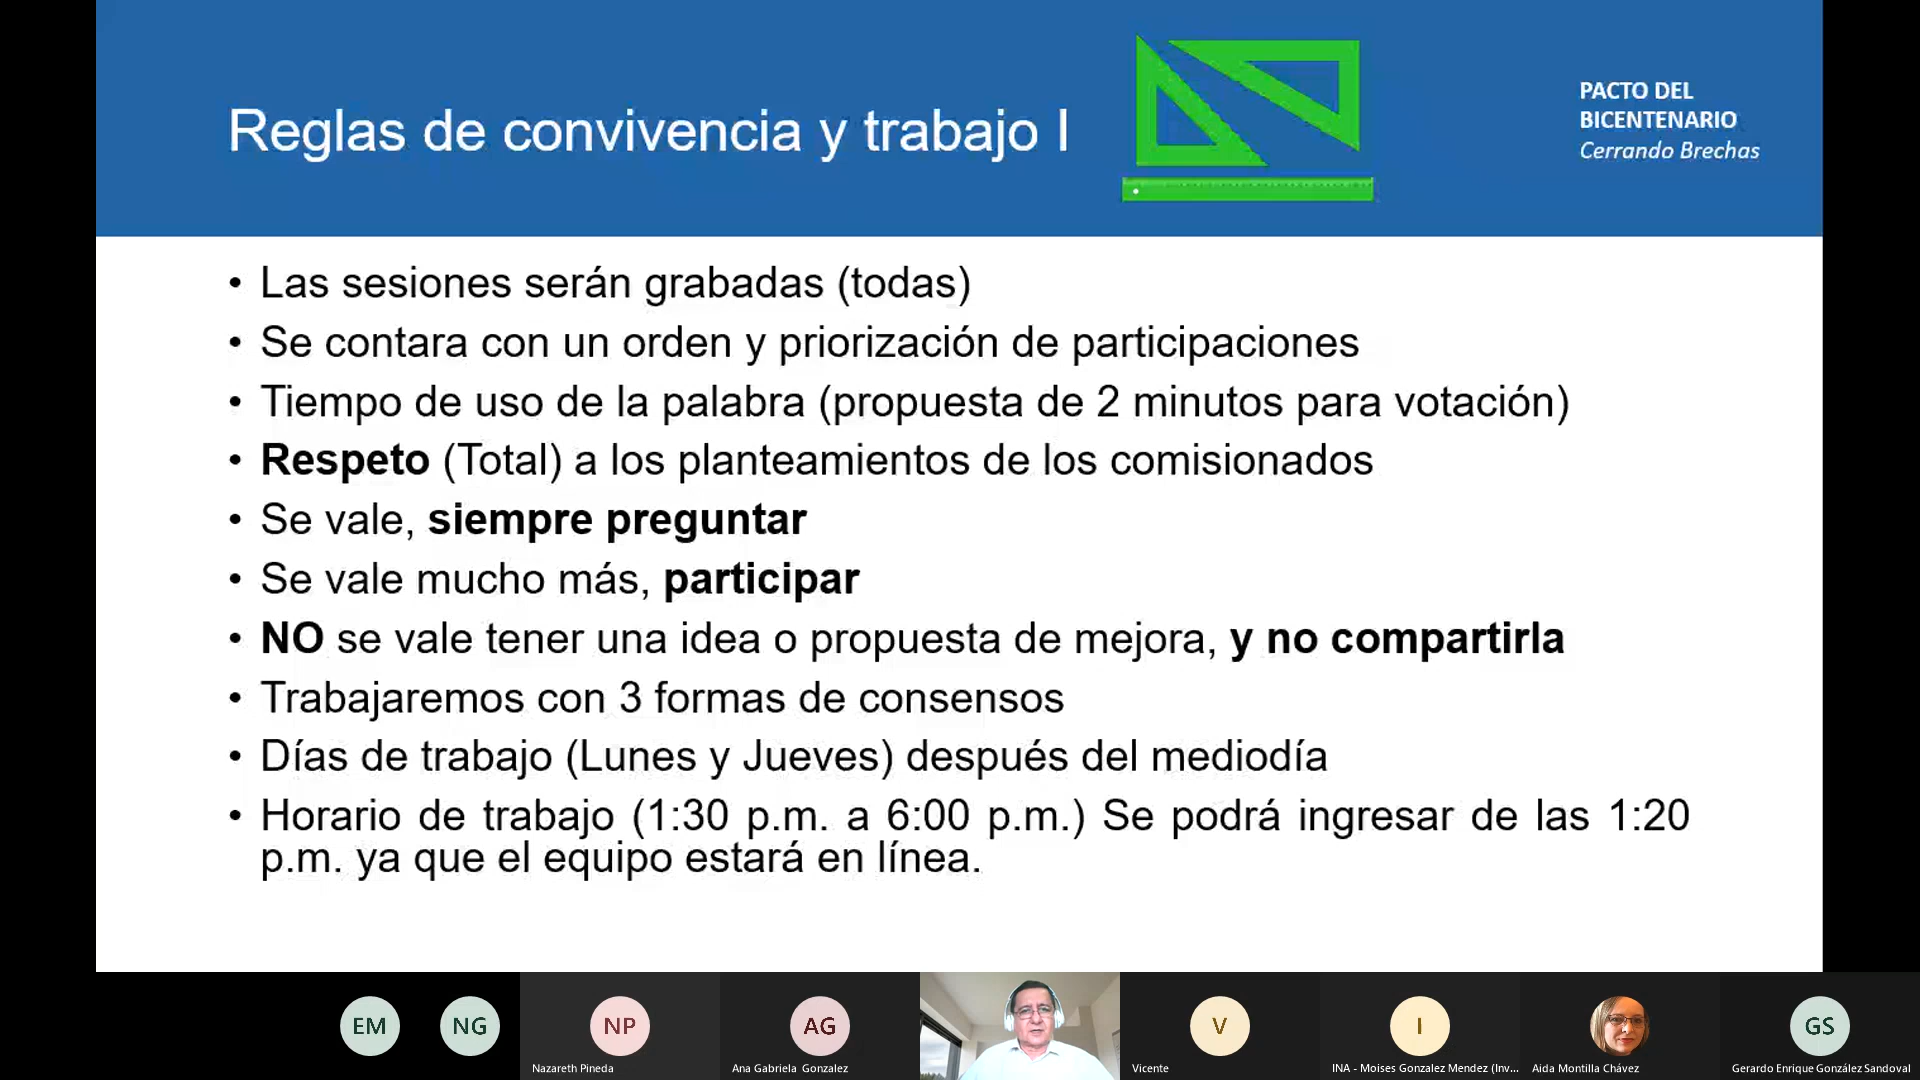 Reglas de convivencia y trabajo I
PACTO DEL
BICENTENARIO
Cerrando Brechas
• Las sesiones serán grabadas (todas)
• Se contara con un orden y priorización de participaciones
• Tiempo de uso de la palabra (propuesta de 2 minutos para votación)
• Respeto (Total) a los planteamientos de los comisionados
• Se vale, siempre preguntar
• Se vale mucho más, participar
• NO se vale tener una idea o propuesta de mejora, y no compartirla
• Trabajaremos con 3 formas de consensos
• Días de trabajo (Lunes y Jueves) después del mediodía
• Horario de trabajo (1:30 p.m. a 6:00 p.m.) Se podrá ingresar de las 1:20
p.m. ya que el equipo estará en línea.
EM
NG
NP
AG
V
I
GS
Nazareth Pineda
Ana Gabriela Gonzalez
Vicente
INA - Moises Gonzalez Mendez (Inv...
Aida Montilla Chávez
Gerardo Enrique González Sandoval